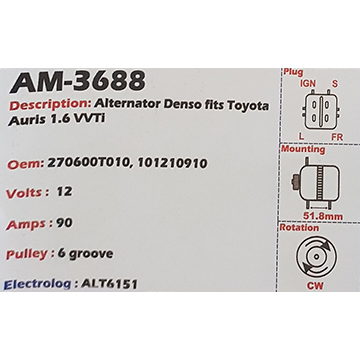 AM-3688
Description: Alternator Denso fits Toyota
Auris 1.6 VVTi
Oem: 270600T010, 101210910
Volts : 12
Amps : 90
Pulley : 6 groove
Electrolog : ALT6151
Plug
IGN S
L FR
Mounting
51.8mm
Rotation
CW